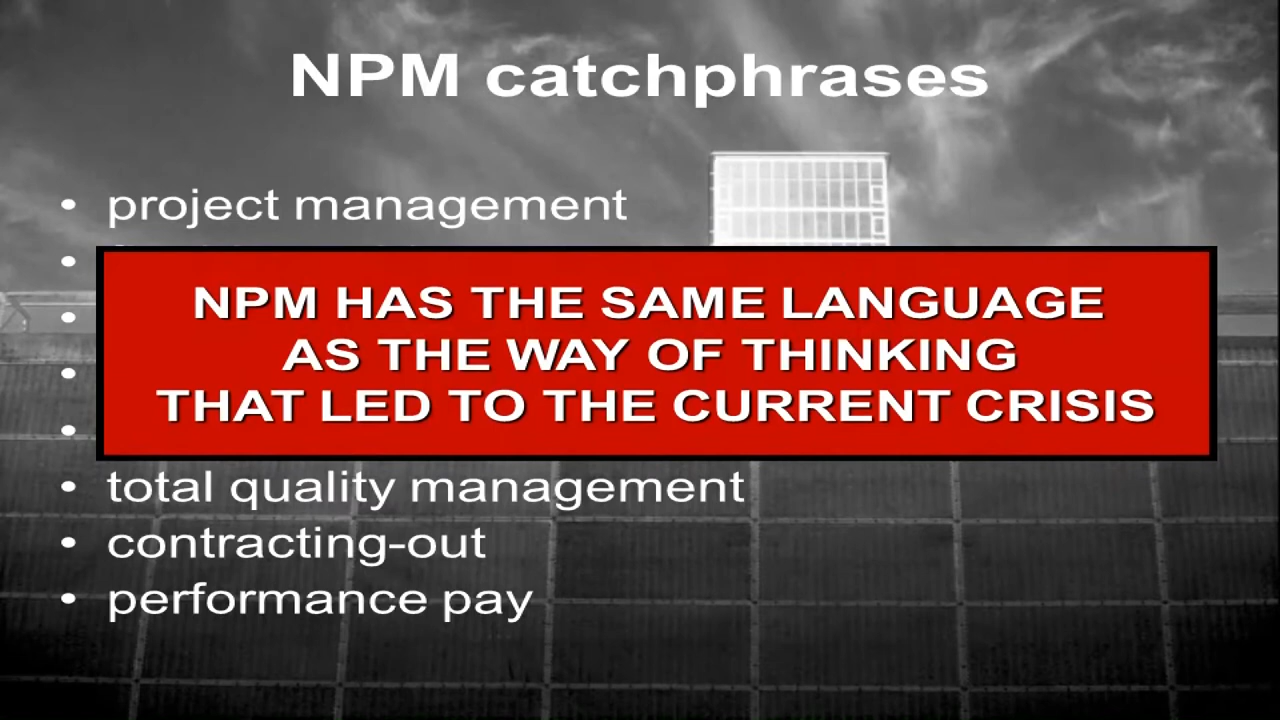 NPM catchphrases
• project management
•
•
•
•
NPM HAS THE SAME LANGUAGE
AS THE WAY OF THINKING
THAT LED TO THE CURRENT CRISIS
• total quality management
• contracting-out
• performance pay